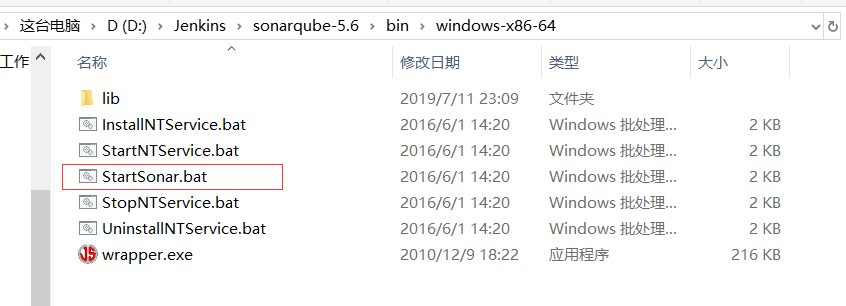 这台电脑 > D (D:) > Jenkins > sonarqube-5.6 > bin > windows-x86-64
工作
名称 修改日期 类型 大小
lib 2019/7/11 23:09 文件夹
InstallNTService.bat 2016/6/1 14:20 Windows 批处理... 2 KB
StartNTService.bat 2016/6/1 14:20 Windows 批处理... 2 KB
StartSonar.bat 2016/6/1 14:20 Windows 批处理... 2 KB
StopNTService.bat 2016/6/1 14:20 Windows 批处理... 2 KB
UninstallNTService.bat 2016/6/1 14:20 Windows 批处理... 2 KB
wrapper.exe 2010/12/9 18:22 应用程序 216 KB